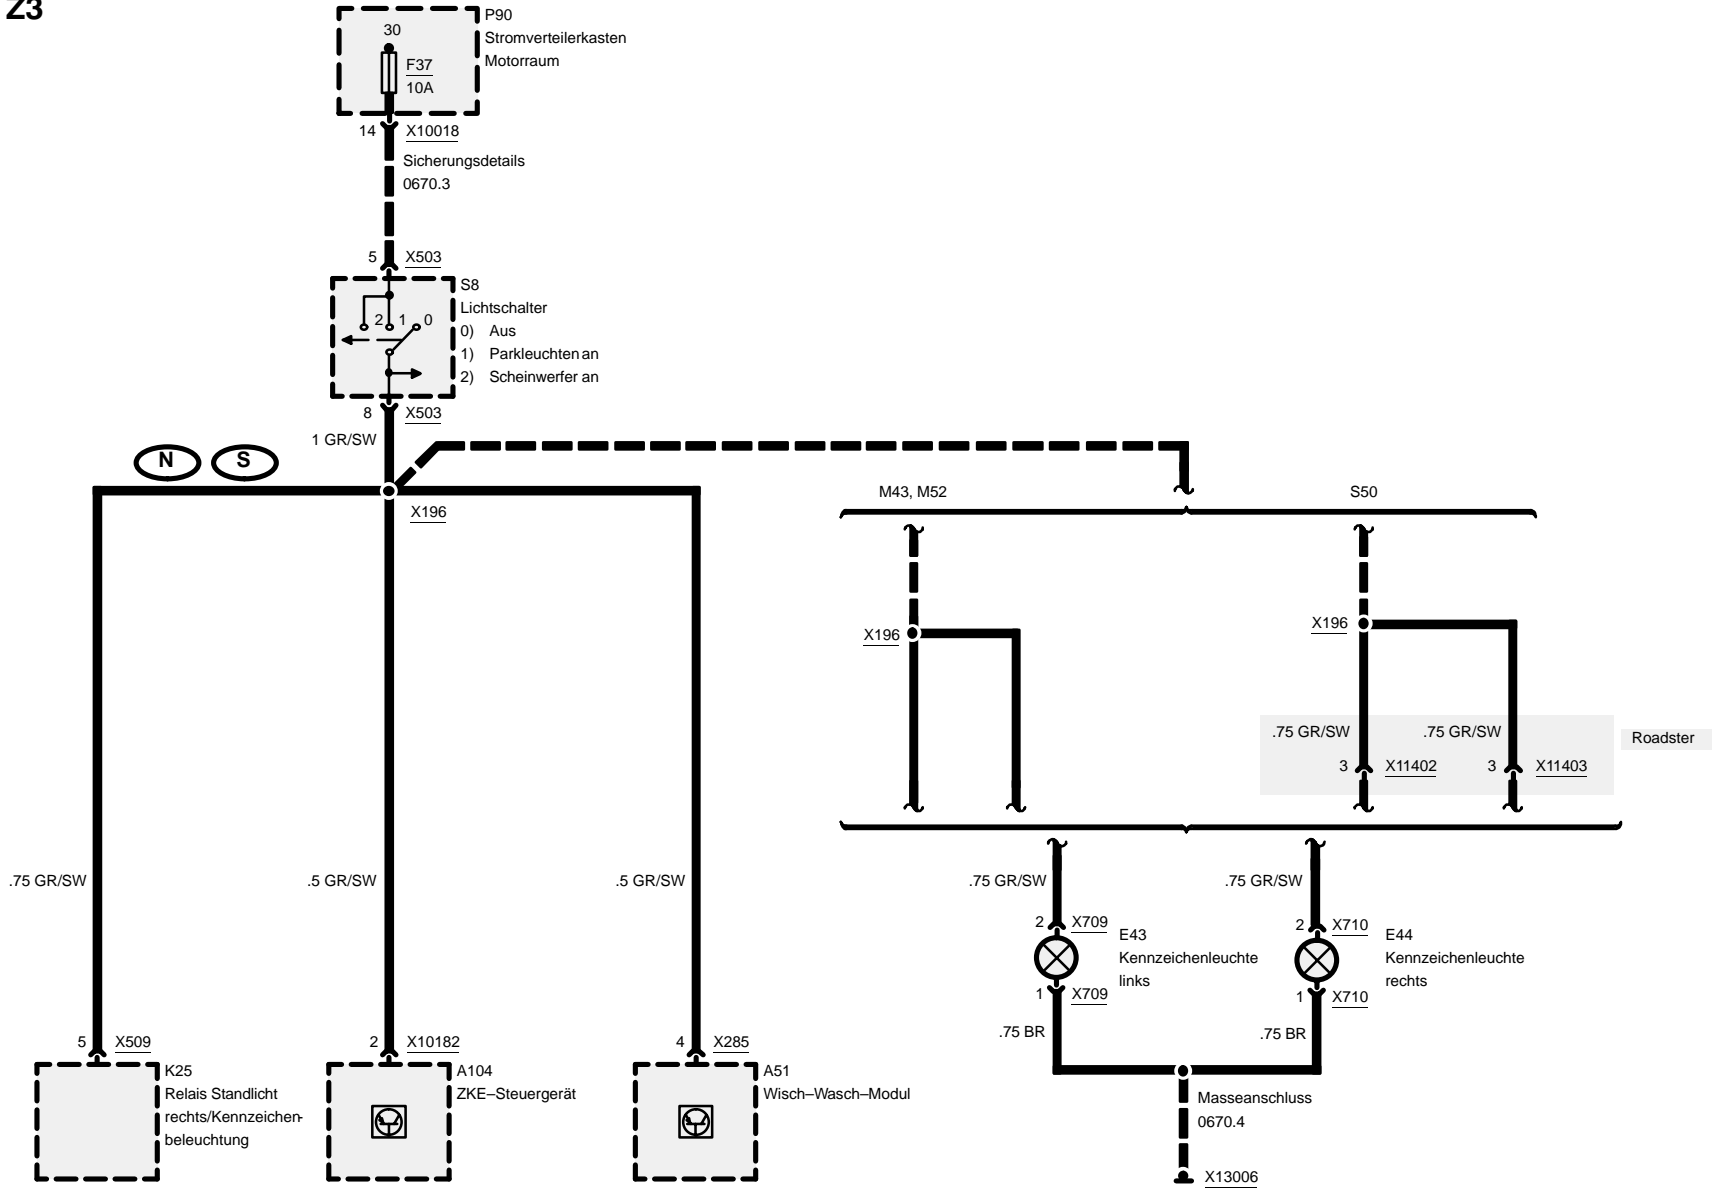 Z3
P90
Stromverteilerkasten
Motorraum
30
F37
10A
14
X10018
Sicherungsdetails
0670.3
5
X503
S8
Lichtschalter
0) Aus
1) Parkleuchten an
2) Scheinwerfer an
2
1
0
8
X503
1 GR/SW
N
S
X196
M43, M52
S50
X196
X196
.75 GR/SW
.75 GR/SW
Roadster
3
X11402
3
X11403
.75 GR/SW
.5 GR/SW
.5 GR/SW
.75 GR/SW
.75 GR/SW
2
X709
E43
Kennzeichenleuchte
links
1
X709
2
X710
E44
Kennzeichenleuchte
rechts
1
X710
.75 BR
.75 BR
5
X509
K25
Relais Standlicht
rechts/Kennzeichen-
beleuchtung
2
X10182
A104
ZKE–Steuergerät
4
X285
A51
Wisch–Wasch–Modul
Masseanschluss
0670.4
X13006